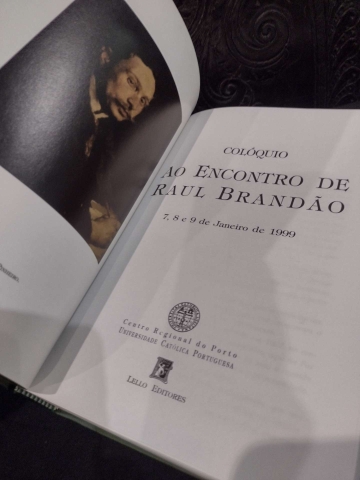 COLÓQUIO
AO ENCONTRO DE
RAUL BRANDÃO
7, 8 e 9 de Janeiro de 1999
Centro Regional do Porto
UNIVERSIDADE CATÓLICA PORTUGUESA
LELLO EDITORES